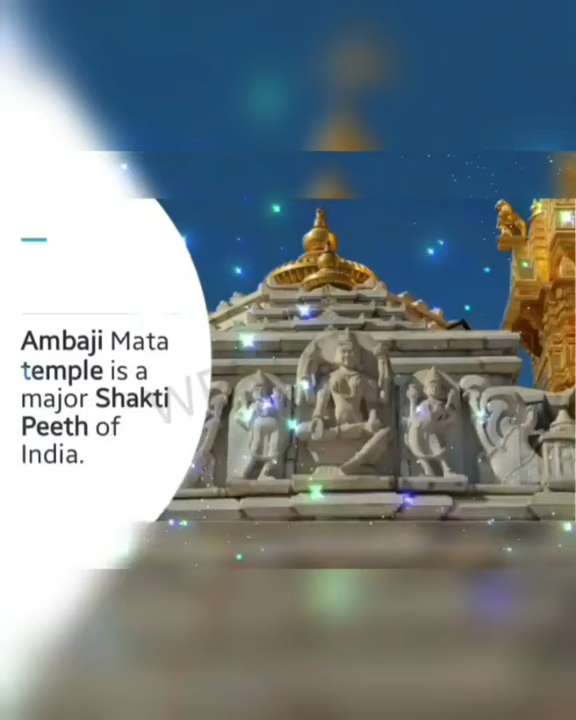 Ambaji Mata
temple is a
major Shakti
Peeth of
India.